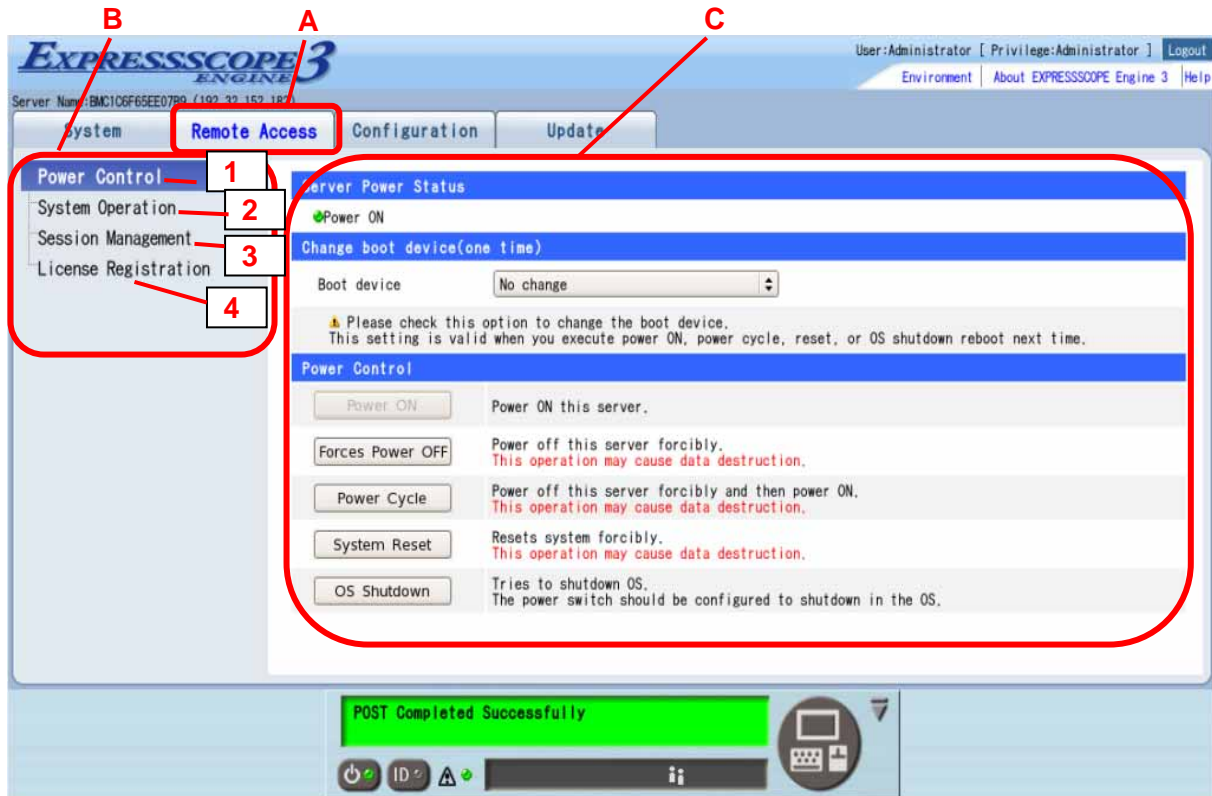 B A C
EXPRESSSCOPE
ENGINE 3
User:Administrator [ Privilege:Administrator ] Logout
Environment About EXPRESSSCOPE Engine 3 Help
Server Name:BMC1C6F65EE07B9 (192.32.152.187)
System Remote Access Configuration Update
Power Control 1
System Operation 2
Session Management 3
License Registration 4
Server Power Status
Power ON
Change boot device(one time)
Boot device No change
Please check this option to change the boot device.
This setting is valid when you execute power ON, power cycle, reset, or OS shutdown reboot next time.
Power Control
Power ON Power ON this server.
Forces Power OFF Power off this server forcibly.
This operation may cause data destruction.
Power Cycle Power off this server forcibly and then power ON.
This operation may cause data destruction.
System Reset Resets system forcibly.
This operation may cause data destruction.
OS Shutdown Tries to shutdown OS.
The power switch should be configured to shutdown in the OS.
POST Completed Successfully
ID